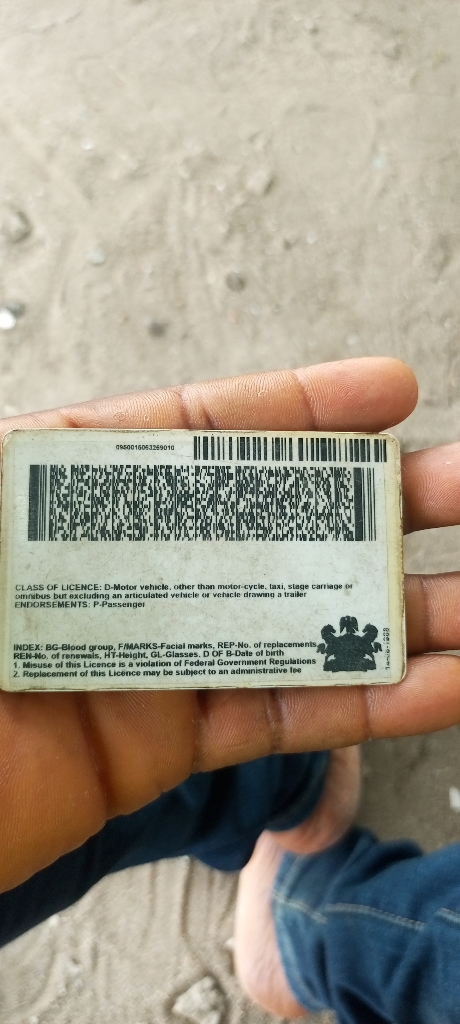 0950015063269010
CLASS OF LICENCE: D-Motor vehicle, other than motor-cycle, taxi, stage carriage or
omnibus but excluding an articulated vehicle or vehicle drawing a trailer
ENDORSEMENTS: P-Passenger
INDEX: BG-Blood group, F/MARKS-Facial marks, REP-No. of replacements,
REN-No. of renewals, HT-Height, GL-Glasses, D OF B-Date of birth
1. Misuse of this Licence is a violation of Federal Government Regulations
2. Replacement of this Licence may be subject to an administrative fee